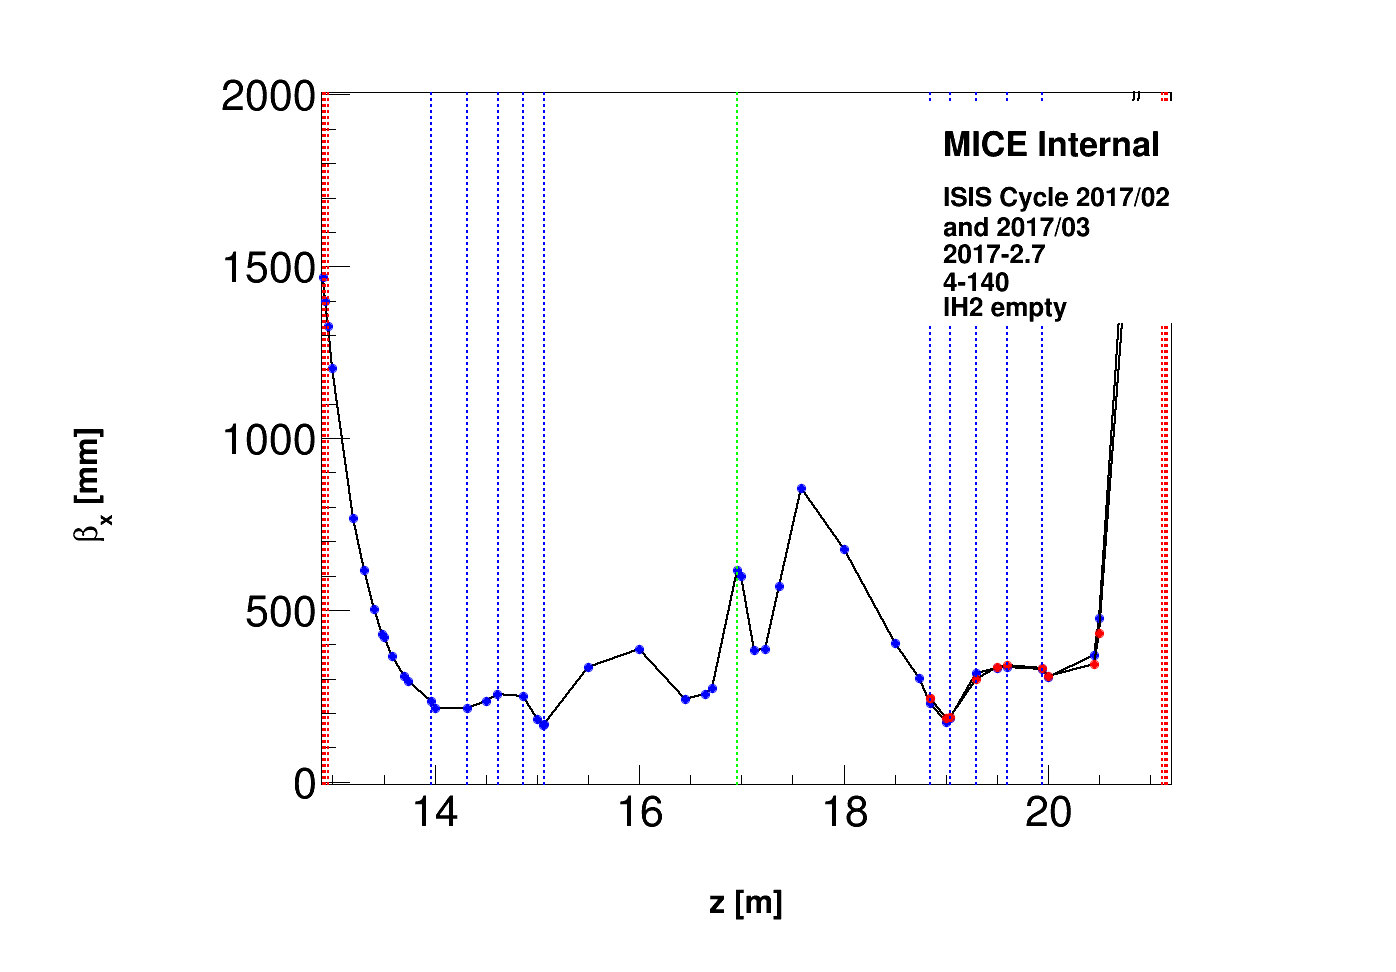 2000
1500
1000
500
0
14 16 18 20
βx [mm]
z [m]
MICE Internal
ISIS Cycle 2017/02
and 2017/03
2017-2.7
4-140
lH2 empty